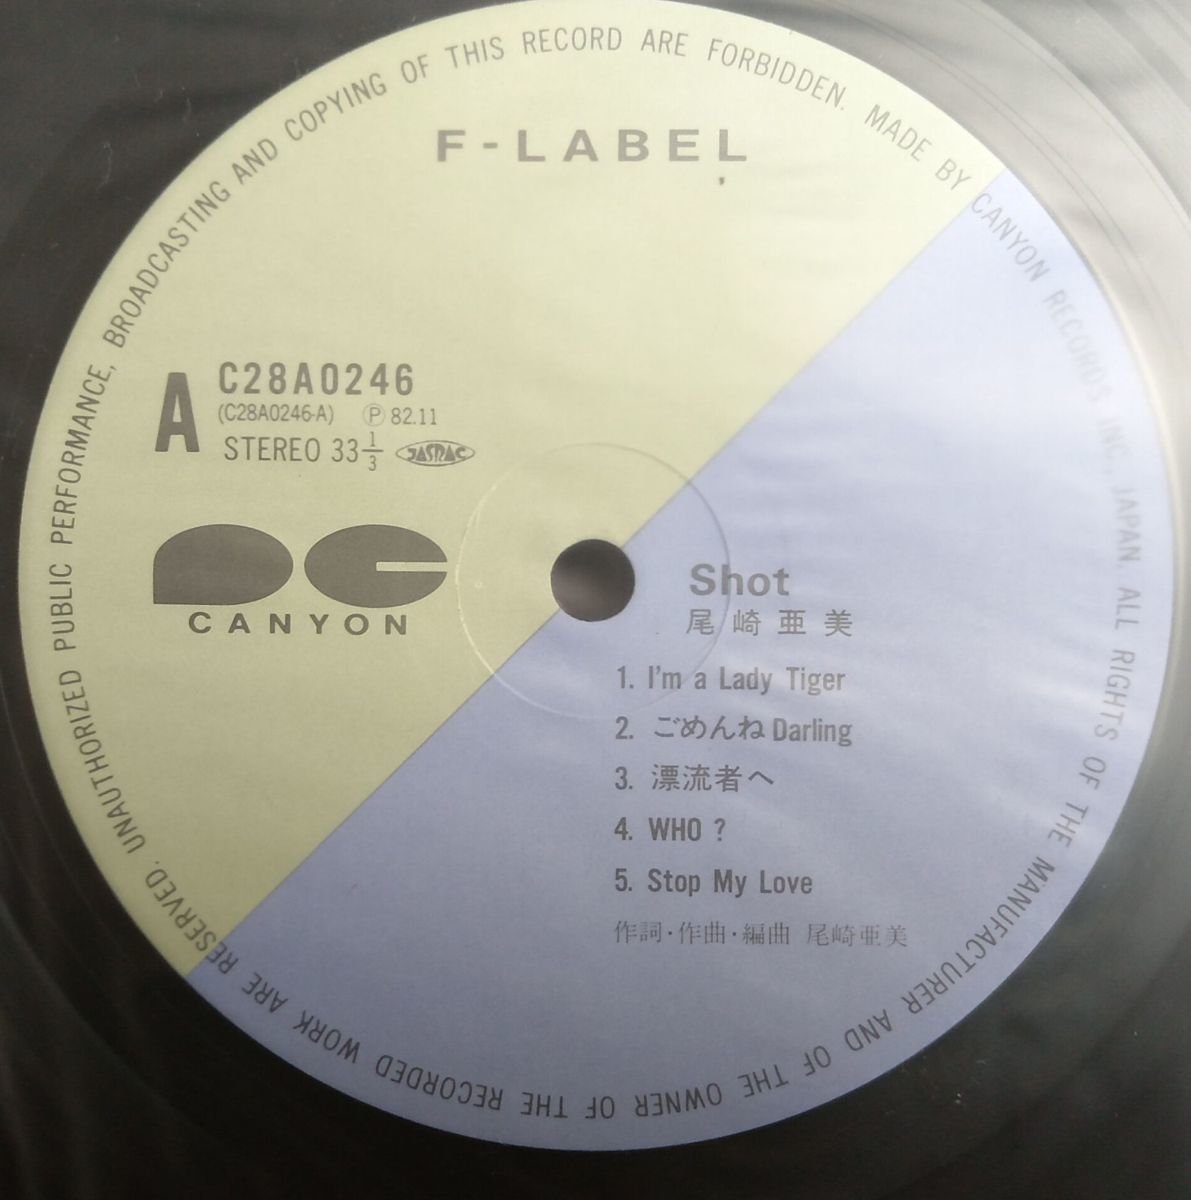 MADE BY CANYON RECORDS INC., JAPAN. ALL RIGHTS OF THE MANUFACTURER AND OF THE OWNER OF THE RECORDED WORK ARE RESERVED. UNAUTHORIZED PUBLIC PERFORMANCE, BROADCASTING AND COPYING OF THIS RECORD ARE FORBIDDEN.
F-LABEL
A
C28A0246
(C28A0246-A) Ⓟ 82.11
STEREO 33 1/3 JASRAC
CANYON
Shot
尾崎亜美
1. I'm a Lady Tiger
2. ごめんね Darling
3. 漂流者へ
4. WHO ?
5. Stop My Love
作詞・作曲・編曲 尾崎亜美